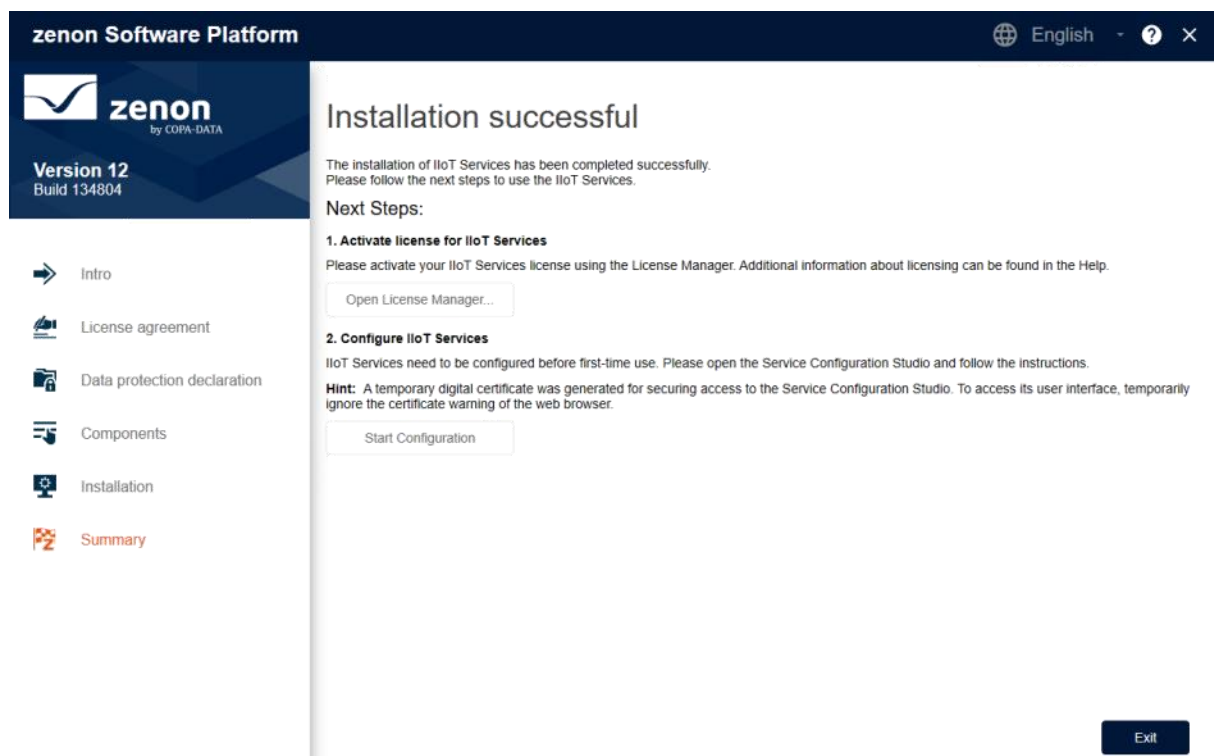 zenon Software Platform
English
zenon
by COPA-DATA
Version 12
Build 134804
Intro
License agreement
Data protection declaration
Components
Installation
Summary
Installation successful
The installation of IIoT Services has been completed successfully.
Please follow the next steps to use the IIoT Services.
Next Steps:
1. Activate license for IIoT Services
Please activate your IIoT Services license using the License Manager. Additional information about licensing can be found in the Help.
Open License Manager...
2. Configure IIoT Services
IIoT Services need to be configured before first-time use. Please open the Service Configuration Studio and follow the instructions.
Hint: A temporary digital certificate was generated for securing access to the Service Configuration Studio. To access its user interface, temporarily
ignore the certificate warning of the web browser.
Start Configuration
Exit